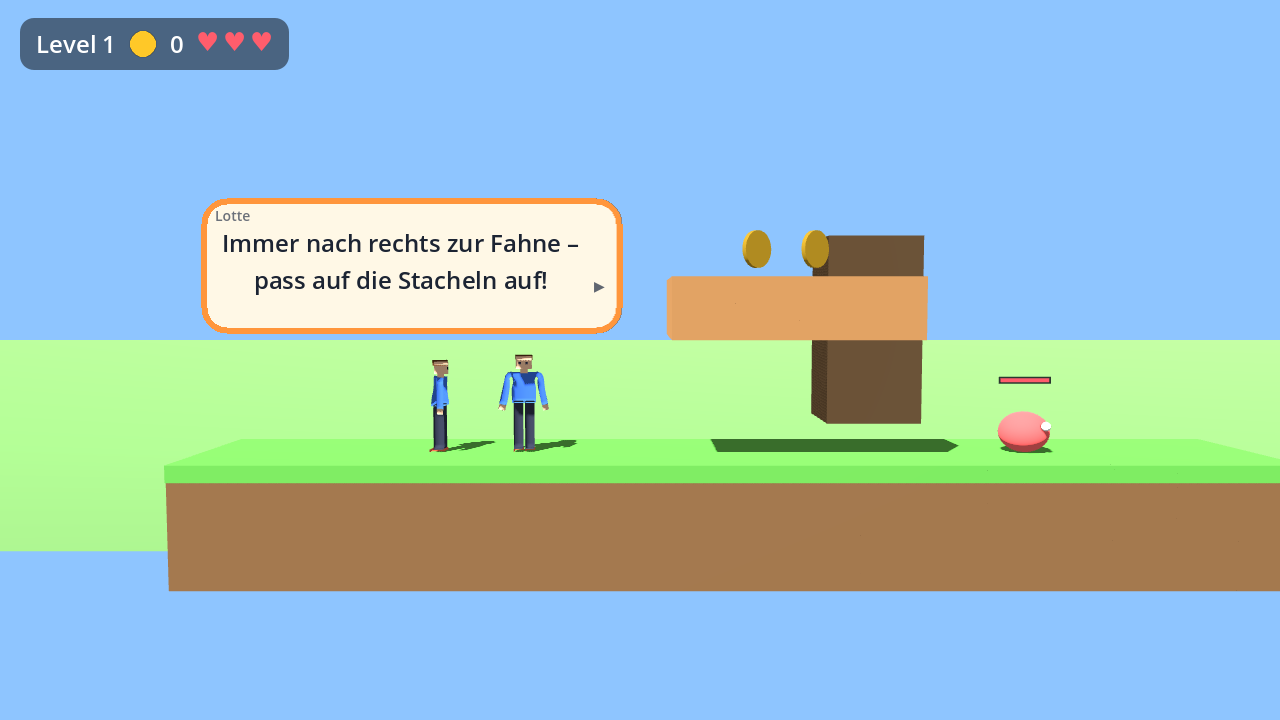 Level 1 0
Lotte
Immer nach rechts zur Fahne –
pass auf die Stacheln auf!